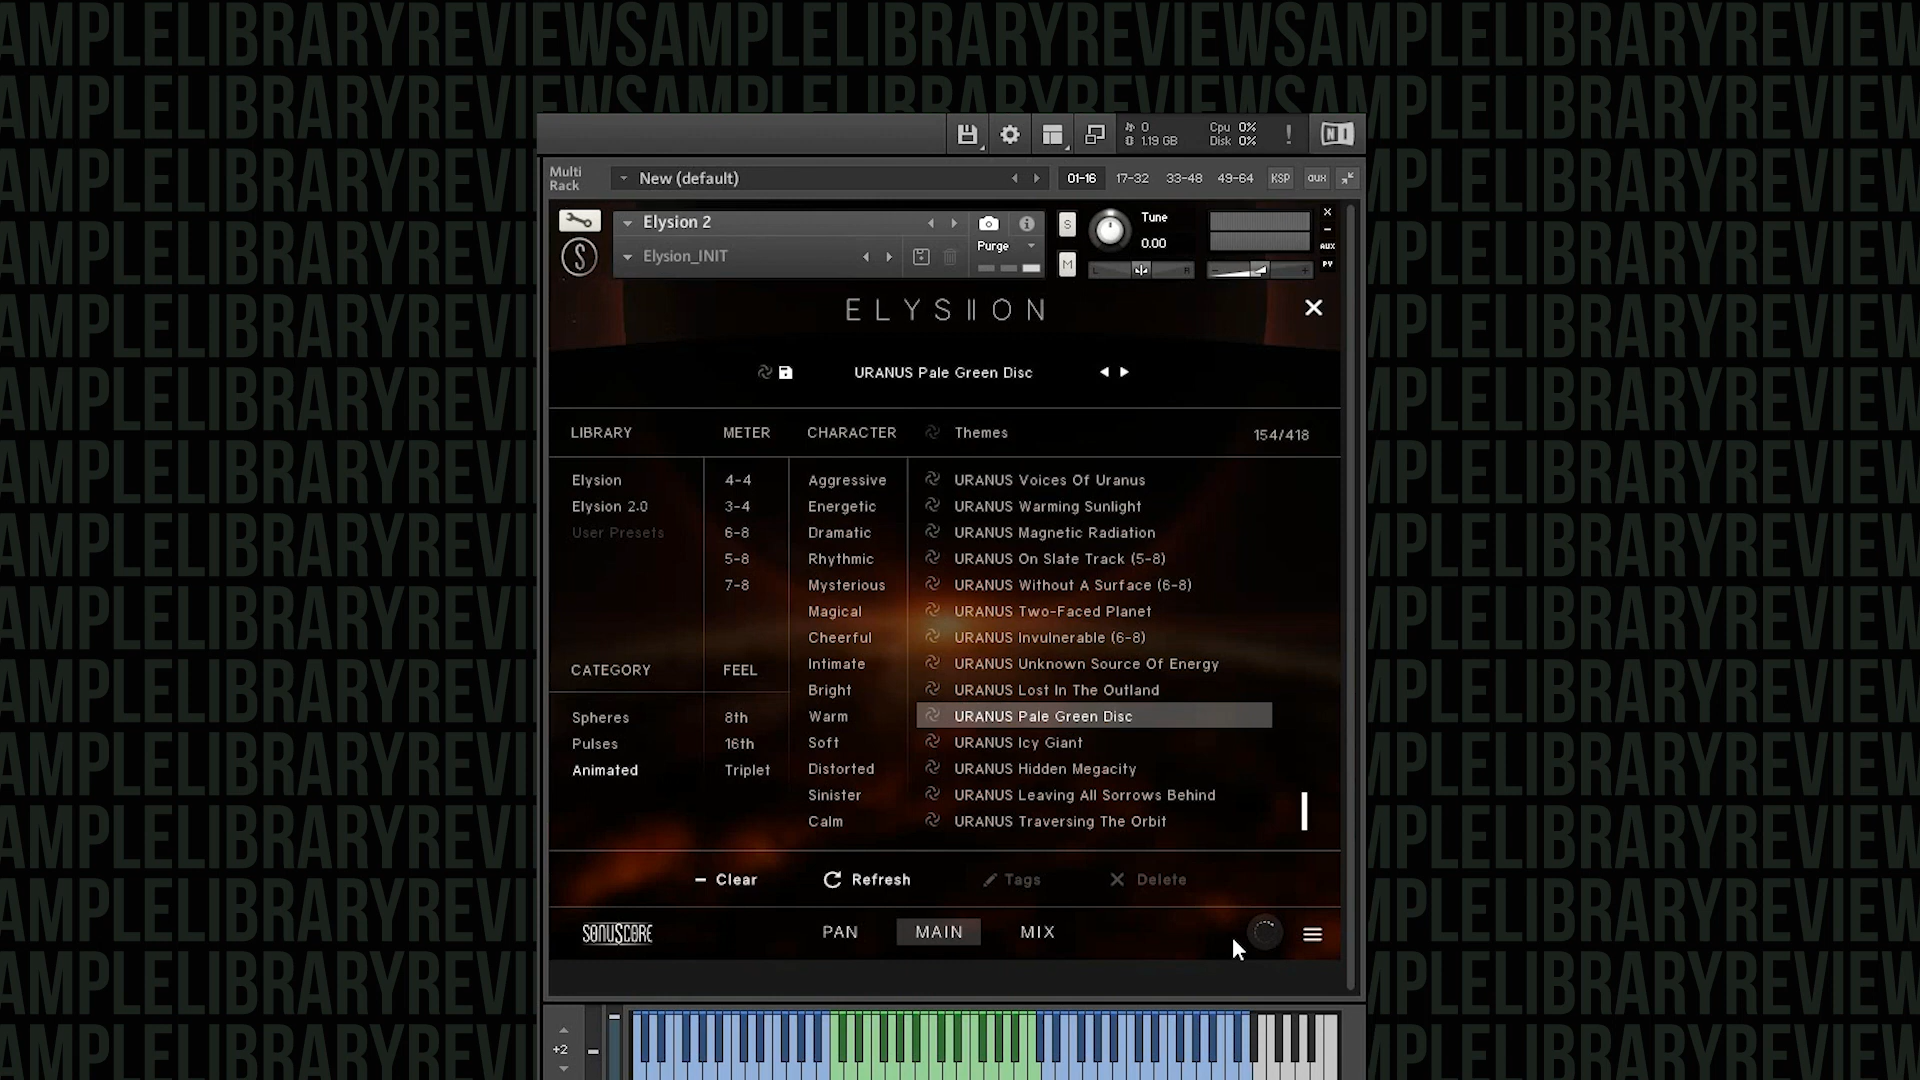 SAMPLELIBRARYREVIEW
0
1.19 GB
Cpu 0%
Disk 0%
Multi Rack
New (default)
01-16
17-32
33-48
49-64
KSP
aux
Elysion 2
Elysion_INIT
Purge
S
M
Tune
0.00
L
R
AUX
PV
ELYSIION
URANUS Pale Green Disc
LIBRARY
METER
CHARACTER
Themes
154/418
Elysion
Elysion 2.0
User Presets
4-4
3-4
6-8
5-8
7-8
CATEGORY
FEEL
Spheres
Pulses
Animated
8th
16th
Triplet
Aggressive
Energetic
Dramatic
Rhythmic
Mysterious
Magical
Cheerful
Intimate
Bright
Warm
Soft
Distorted
Sinister
Calm
URANUS Voices Of Uranus
URANUS Warming Sunlight
URANUS Magnetic Radiation
URANUS On Slate Track (5-8)
URANUS Without A Surface (6-8)
URANUS Two-Faced Planet
URANUS Invulnerable (6-8)
URANUS Unknown Source Of Energy
URANUS Lost In The Outland
URANUS Pale Green Disc
URANUS Icy Giant
URANUS Hidden Megacity
URANUS Leaving All Sorrows Behind
URANUS Traversing The Orbit
Clear
Refresh
Tags
Delete
SONUSCORE
PAN
MAIN
MIX
+2